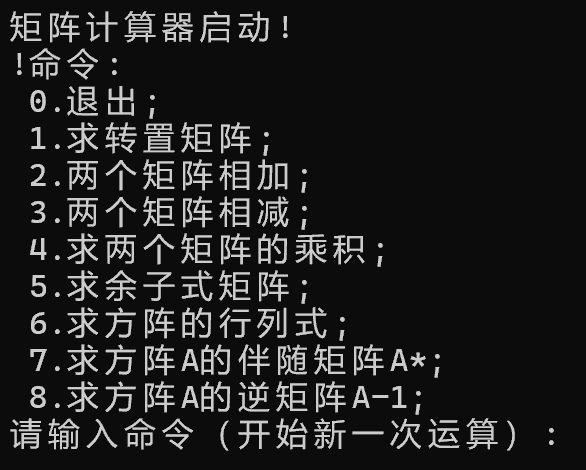 矩阵计算器启动！
!命令：
0.退出；
1.求转置矩阵；
2.两个矩阵相加；
3.两个矩阵相减；
4.求两个矩阵的乘积；
5.求余子式矩阵；
6.求方阵的行列式；
7.求方阵A的伴随矩阵A*；
8.求方阵A的逆矩阵A-1；
请输入命令（开始新一次运算）：